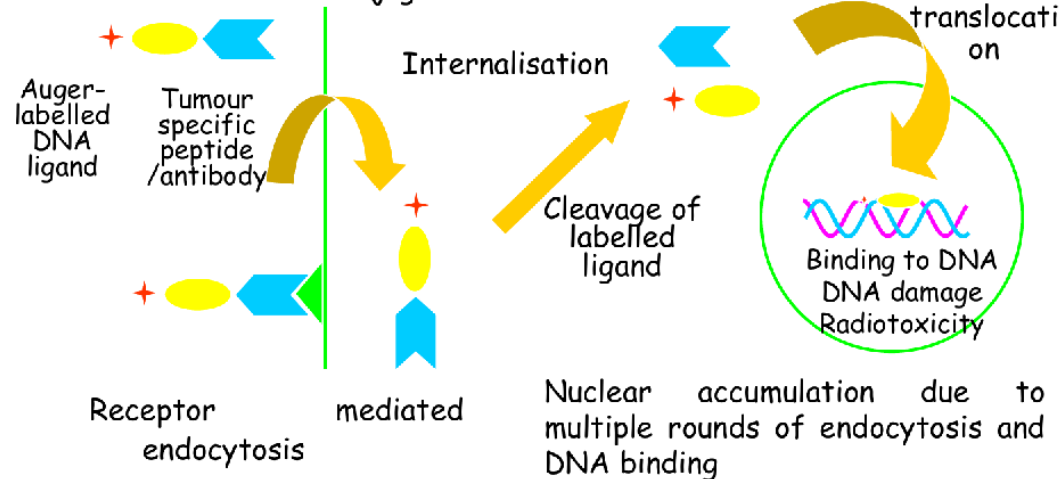 translocati
on
Internalisation
Auger-
labelled
DNA
ligand
Tumour
specific
peptide
/antibody
Cleavage of
labelled
ligand
Binding to DNA
DNA damage
Radiotoxicity
Receptor mediated
endocytosis
Nuclear accumulation due to
multiple rounds of endocytosis and
DNA binding